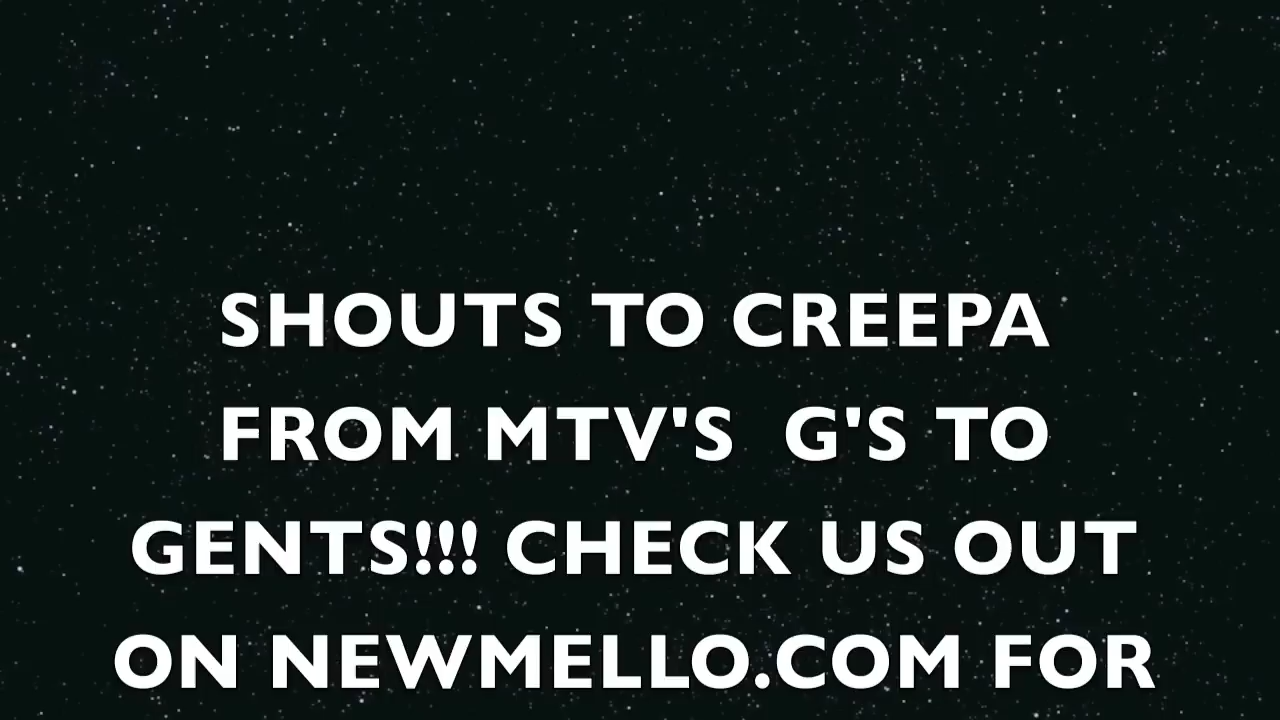 SHOUTS TO CREEPA
FROM MTV'S  G'S TO
GENTS!!! CHECK US OUT
ON NEWMELLO.COM FOR